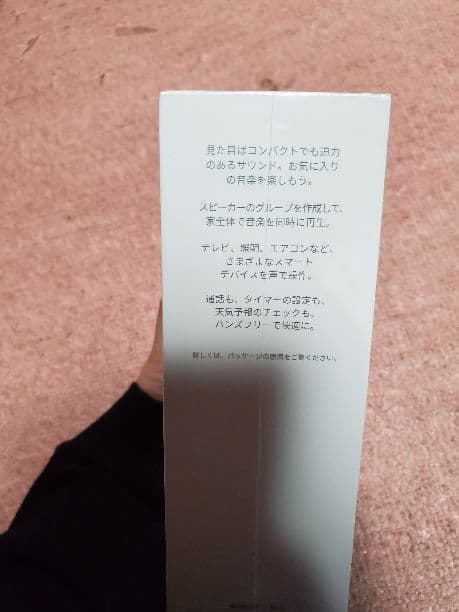 見た目はコンパクトでも迫力
のあるサウンド。お気に入り
の音楽を楽しもう。
スピーカーのグループを作成して、
家全体で音楽を同時に再生。
テレビ、照明、エアコンなど、
さまざまなスマート
デバイスを声で操作。
通話も、タイマーの設定も、
天気予報のチェックも、
ハンズフリーで快適に。
詳しくは、パッケージの底面をご覧ください。